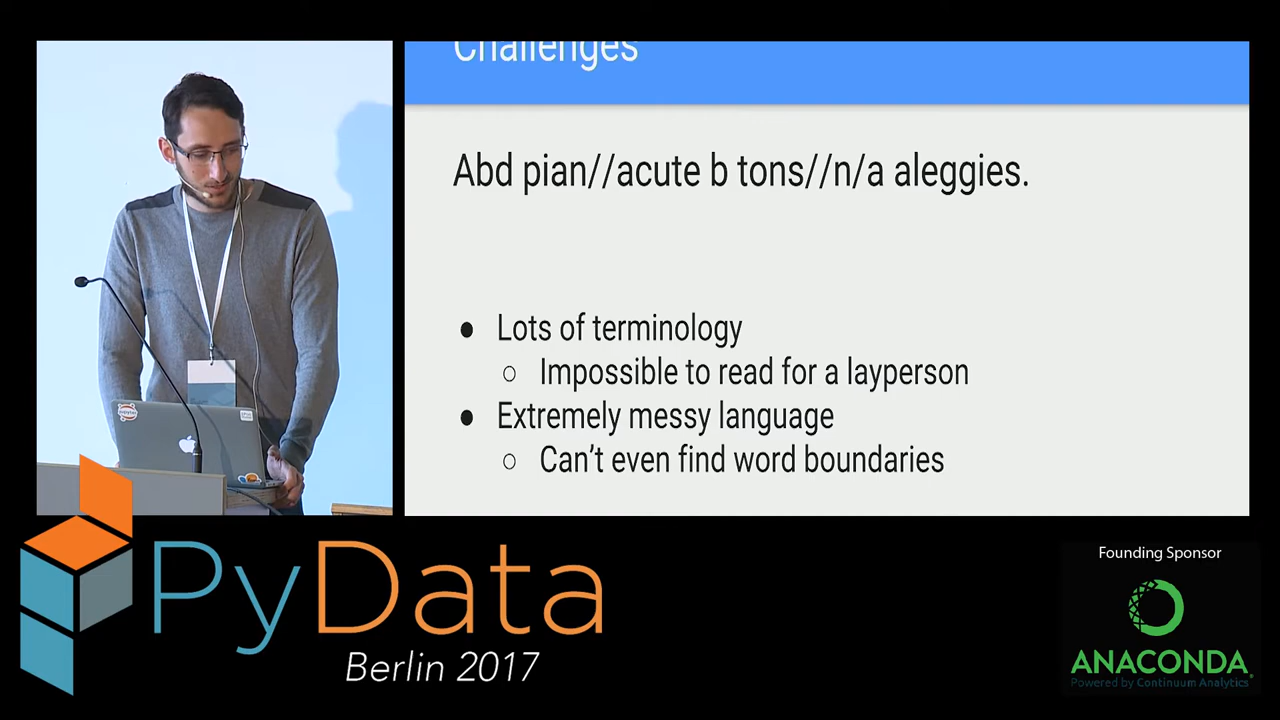 Challenges
Abd pian//acute b tons//n/a aleggies.
● Lots of terminology
○ Impossible to read for a layperson
● Extremely messy language
○ Can't even find word boundaries
PyData
Berlin 2017
Founding Sponsor
ANACONDA
Powered by Continuum Analytics